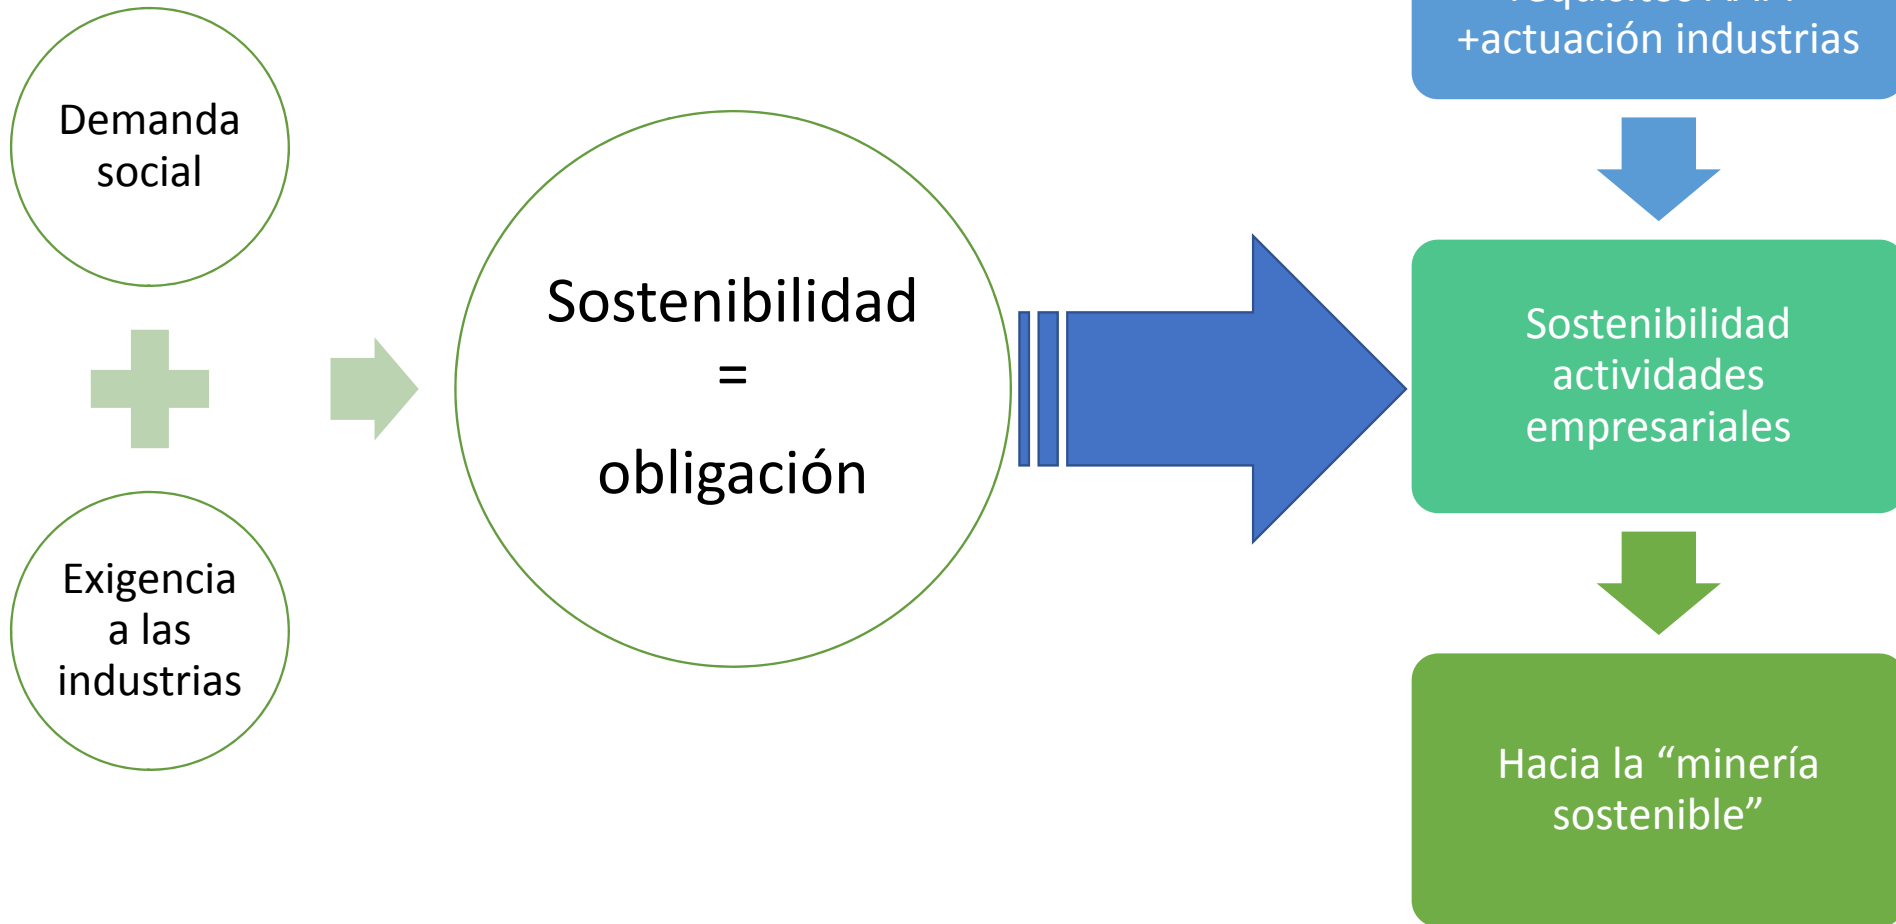 Demanda
social
Exigencia
a las
industrias
Sostenibilidad
=
obligación
+actuación industrias
Sostenibilidad
actividades
empresariales
Hacia la “minería
sostenible”